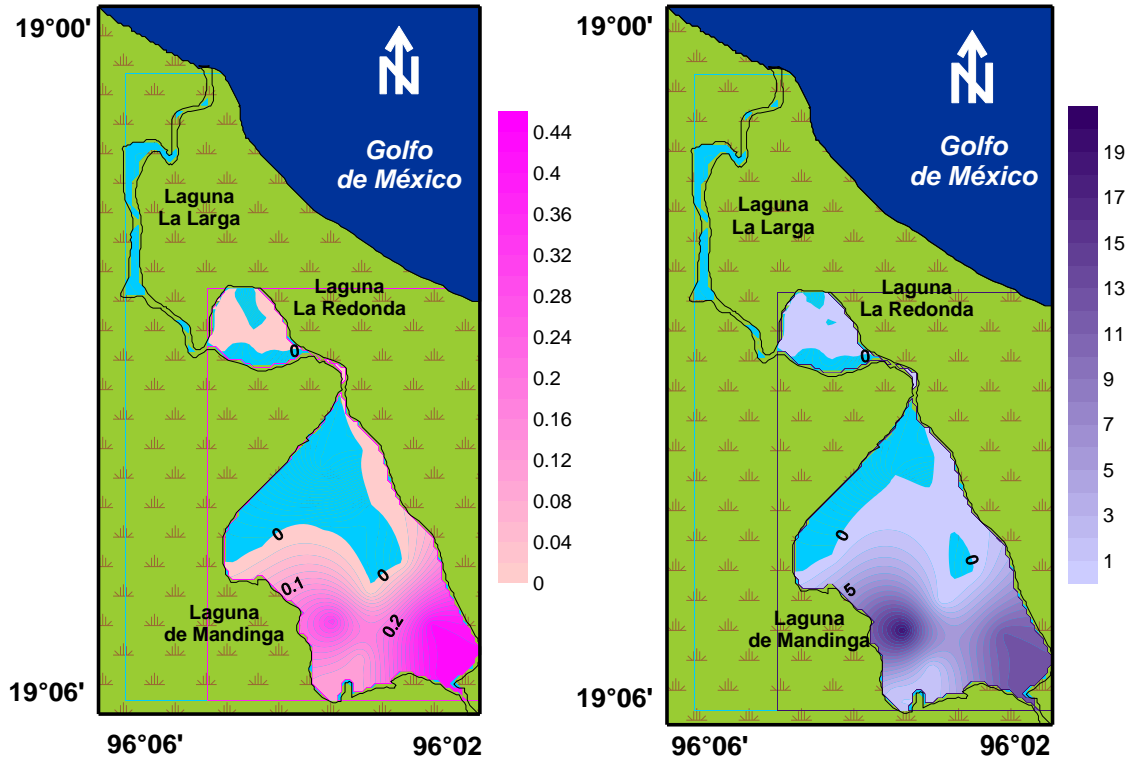 19°00'
N
Golfo
de México
Laguna
La Larga
Laguna
La Redonda
0
0
0
0.1
0.2
Laguna
de Mandinga
19°06'
96°06'
96°02
0.44
0.4
0.36
0.32
0.28
0.24
0.2
0.16
0.12
0.08
0.04
0
19°00'
N
Golfo
de México
Laguna
La Larga
Laguna
La Redonda
0
0
0
5
Laguna
de Mandinga
19°06'
96°06'
96°02
19
17
15
13
11
9
7
5
3
1